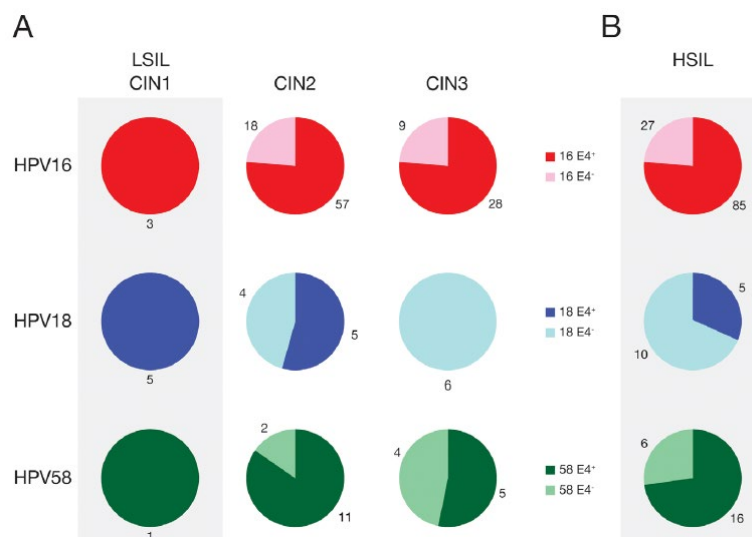 A
B
LSIL
CIN1
CIN2
CIN3
HSIL
HPV16
3
18
57
9
28
16 E4⁺
16 E4⁻
27
85
HPV18
5
4
5
6
18 E4⁺
18 E4⁻
5
10
HPV58
1
2
11
4
5
58 E4⁺
58 E4⁻
6
16